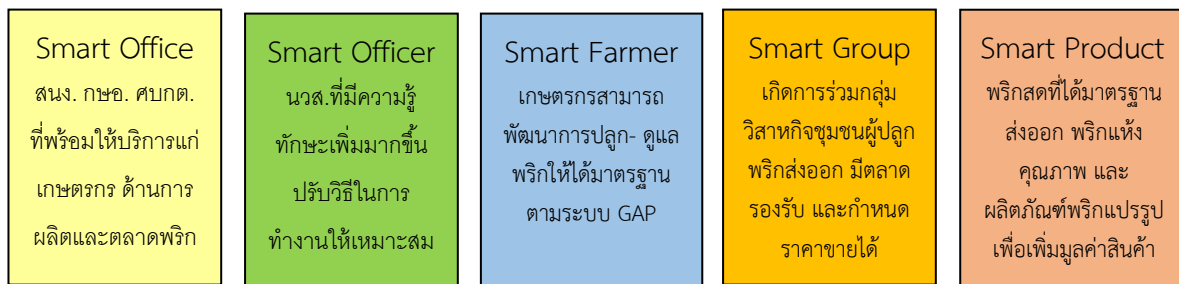 Smart Office
สนง. กษอ. ศบกต.
ที่พร้อมให้บริการแก่
เกษตรกร ด้านการ
ผลิตและตลาดพริก
Smart Officer
นวส.ที่มีความรู้
ทักษะเพิ่มมากขึ้น
ปรับวิธีในการ
ทำงานให้เหมาะสม
Smart Farmer
เกษตรกรสามารถ
พัฒนาการปลูก- ดูแล
พริกให้ได้มาตรฐาน
ตามระบบ GAP
Smart Group
เกิดการร่วมกลุ่ม
วิสาหกิจชุมชนผู้ปลูก
พริกส่งออก มีตลาด
รองรับ และกำหนด
ราคาขายได้
Smart Product
พริกสดที่ได้มาตรฐาน
ส่งออก พริกแห้ง
คุณภาพ และ
ผลิตภัณฑ์พริกแปรรูป
เพื่อเพิ่มมูลค่าสินค้า